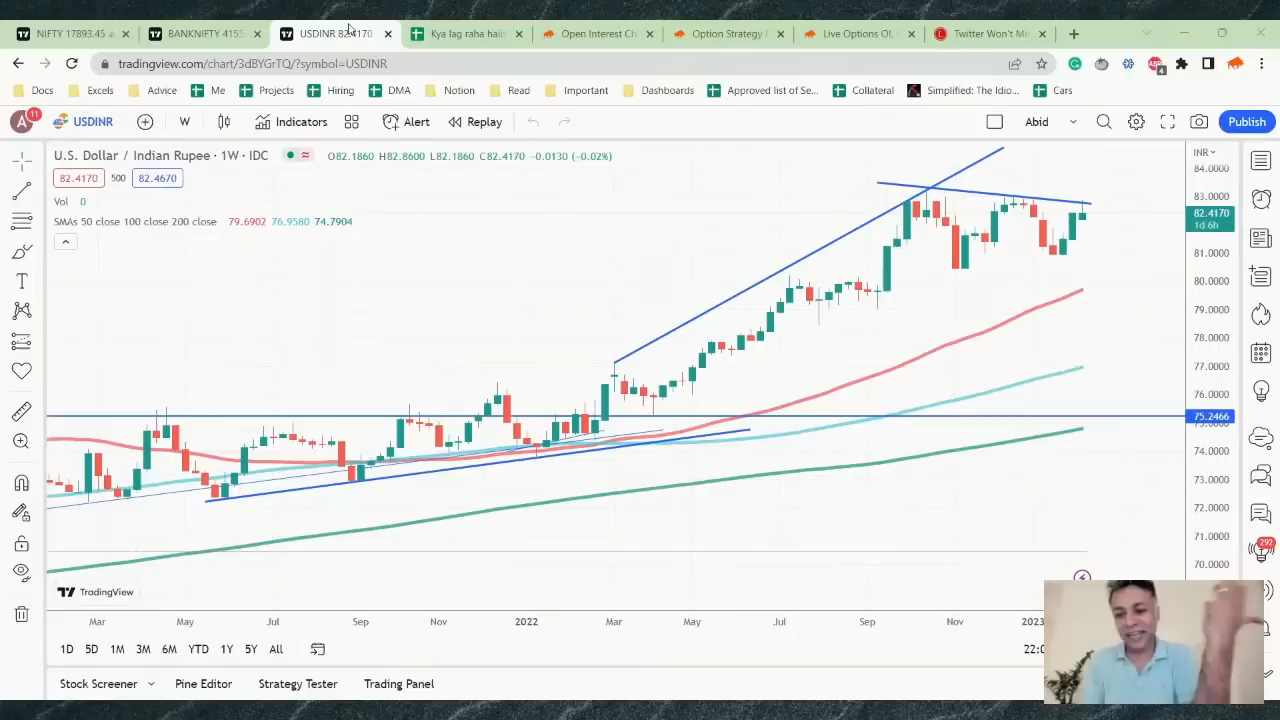 NIFTY 17893.45
BANKNIFTY 4155
USDINR 82.4170
Kya lag raha hain
Open Interest Ch
Option Strategy
Live Options OI,
Twitter Won't Mi
tradingview.com/chart/3dBYGrTQ/?symbol=USDINR
4
Docs Excels Advice Me Projects Hiring DMA Notion Read Important Dashboards Approved list of Se... Collateral Simplified: The Idio... Cars
A 11 USDINR W Indicators Alert Replay Abid Publish
U.S. Dollar / Indian Rupee · 1W · IDC O82.1860 H82.8600 L82.1860 C82.4170 -0.0130 (-0.02%)
82.4170 500 82.4670
Vol 0
SMAs 50 close 100 close 200 close 79.6902 76.9580 74.7904
INR
84.0000
83.0000
82.4170
1d 6h
81.0000
80.0000
79.0000
78.0000
77.0000
76.0000
75.2466
74.0000
73.0000
72.0000
71.0000
70.0000
292
TradingView
Mar May Jul Sep Nov 2022 Mar May Jul Sep Nov 2023
1D 5D 1M 3M 6M YTD 1Y 5Y All
22:0
Stock Screener Pine Editor Strategy Tester Trading Panel